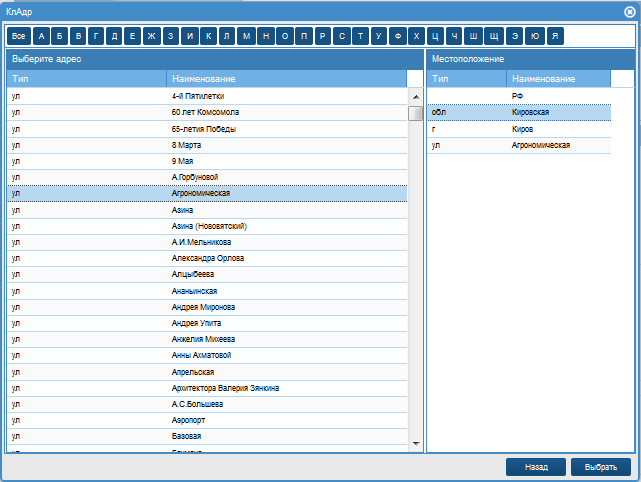 КлАдр
Все А Б В Г Д Е Ж З И К Л М Н О П Р С Т У Ф Х Ц Ч Ш Щ Э Ю Я
Выберите адрес
Тип Наименование
ул 4-й Пятилетки
ул 60 лет Комсомола
ул 65-летия Победы
ул 8 Марта
ул 9 Мая
ул А.Горбуновой
ул Агрономическая
ул Азина
ул Азина (Нововятский)
ул А.И.Мельникова
ул Александра Орлова
ул Алцыбеева
ул Ананьинская
ул Андрея Миронова
ул Андрея Упита
ул Анжелия Михеева
ул Анны Ахматовой
ул Апрельская
ул Архитектора Валерия Зянкина
ул А.С.Большева
ул Аэропорт
ул Базовая
Местоположение
Тип Наименование
РФ
обл Кировская
г Киров
ул Агрономическая
Назад Выбрать